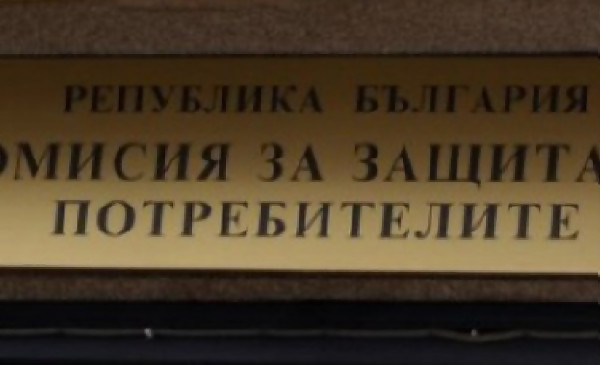 РЕПУБЛИКА БЪЛГАРИЯ
ОМИСИЯ ЗА ЗАЩИТА
ПОТРЕБИТЕЛИТЕ